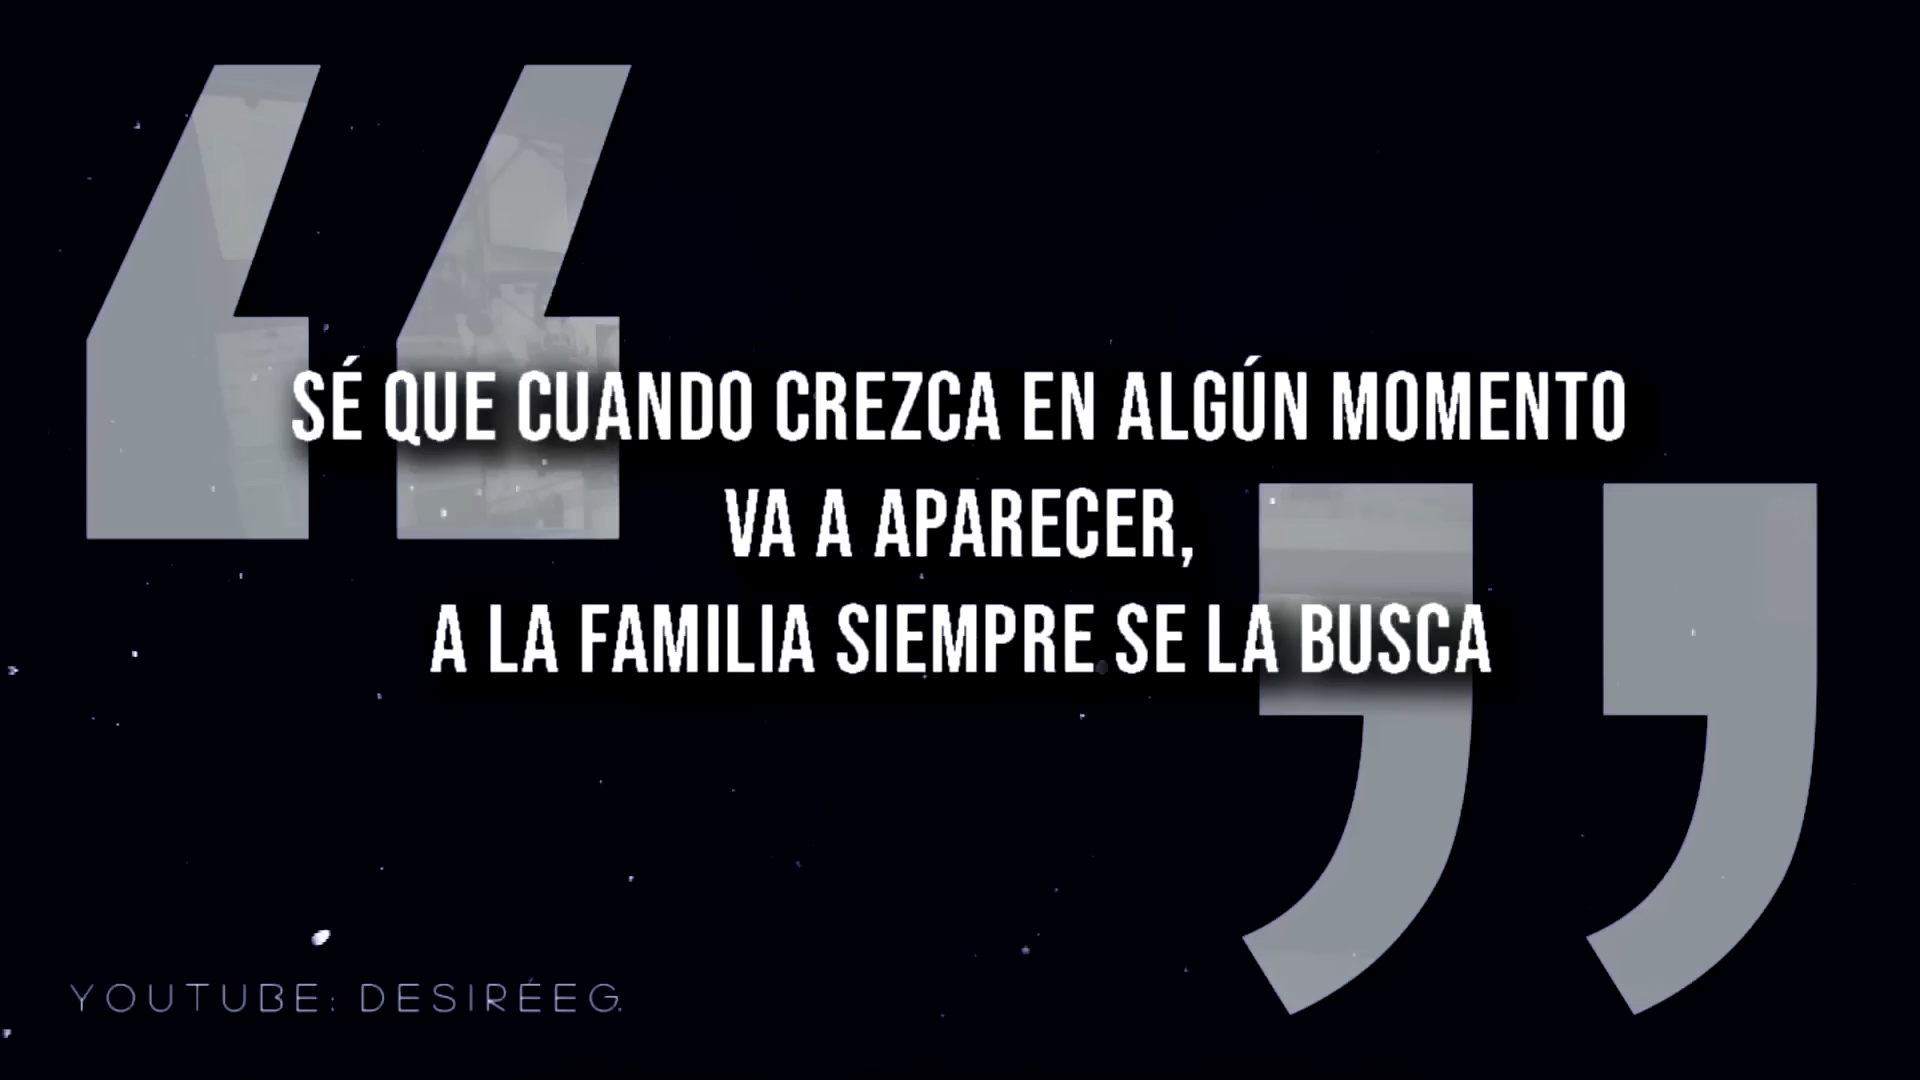 SÉ QUE CUANDO CREZCA EN ALGÚN MOMENTO
VA A APARECER,
A LA FAMILIA SIEMPRE SE LA BUSCA
YOUTUBE: DESIRÉEG.